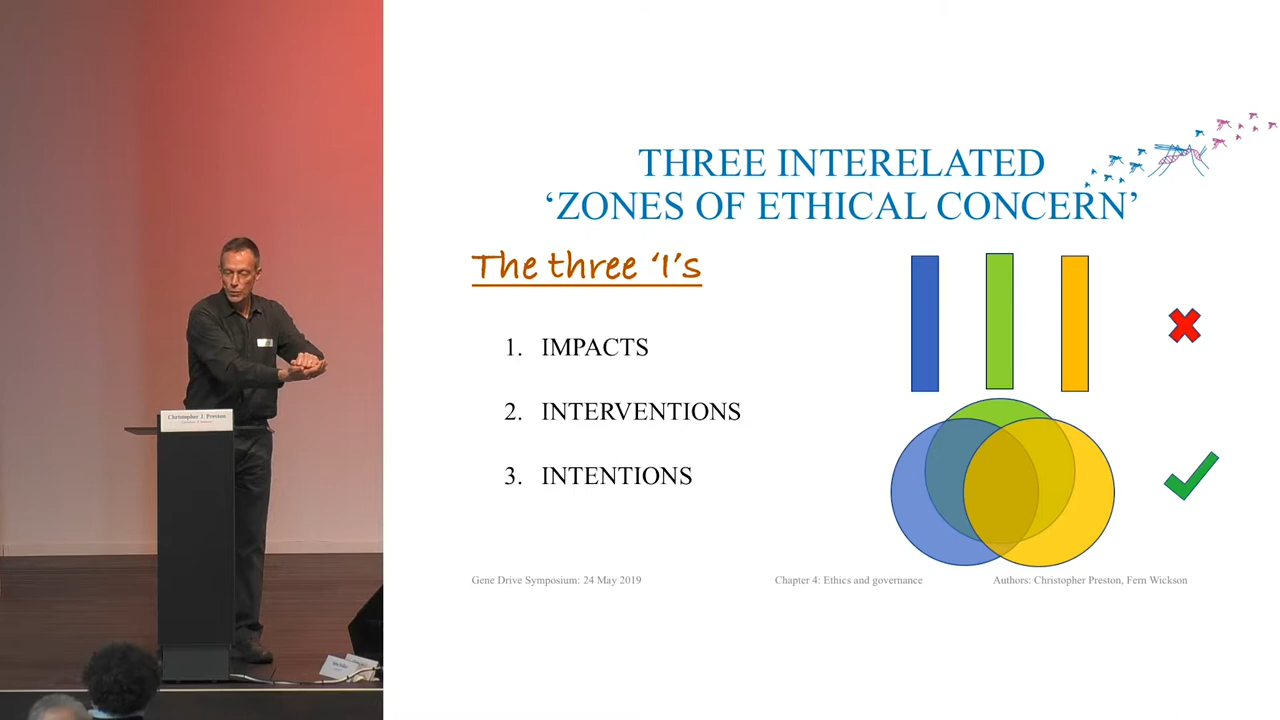 THREE INTERELATED
‘ZONES OF ETHICAL CONCERN’
The three ‘I’s
1. IMPACTS
2. INTERVENTIONS
3. INTENTIONS
Gene Drive Symposium: 24 May 2019
Chapter 4: Ethics and governance
Authors: Christopher Preston, Fern Wickson
Christopher J. Preston